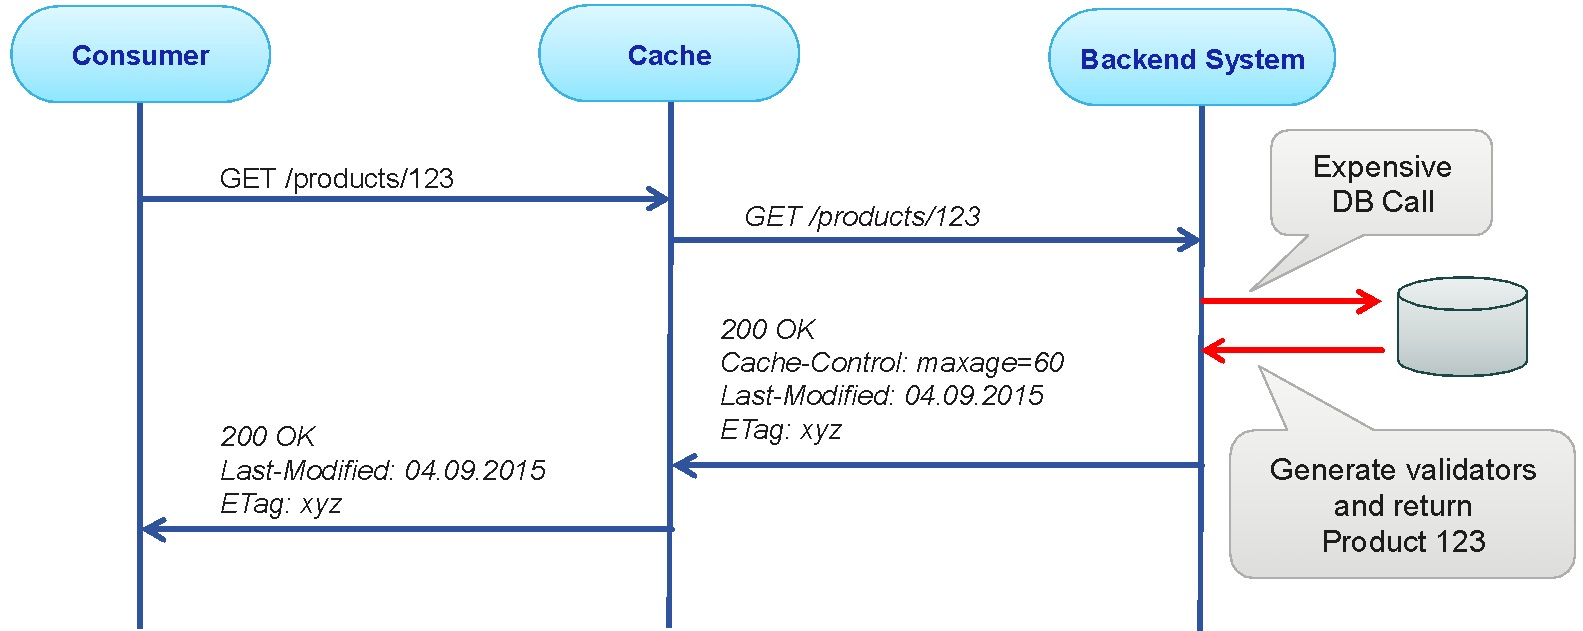 Consumer
Cache
Backend System
GET /products/123
GET /products/123
Expensive
DB Call
200 OK
Cache-Control: maxage=60
Last-Modified: 04.09.2015
ETag: xyz
200 OK
Last-Modified: 04.09.2015
ETag: xyz
Generate validators
and return
Product 123